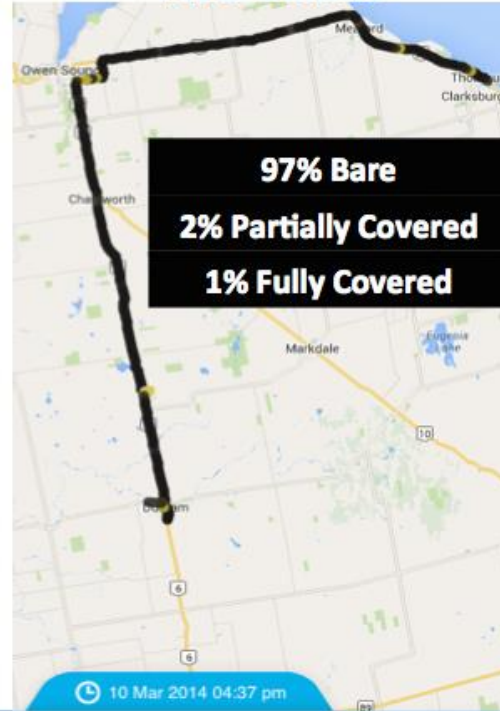 Meaford
Owen Sound
Clarksburg
97% Bare
2% Partially Covered
1% Fully Covered
Chatsworth
Eugenia
Lake
Markdale
10
Durham
6
6
10 Mar 2014 04:37 pm